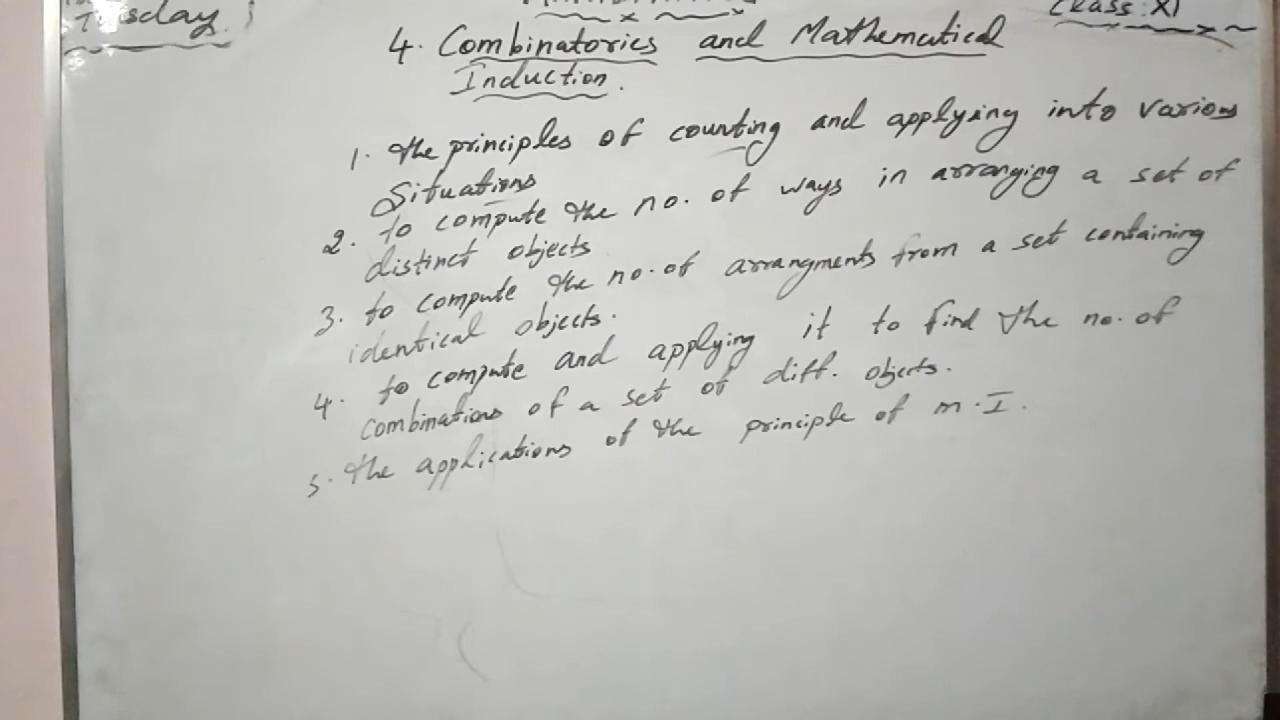 Tuesday
Class: XI
4. Combinatorics and Mathematical
Induction.
1. the principles of counting and applying into various
Situations
2. to compute the no. of ways in arranging a set of
distinct objects
3. to compute the no. of arrangments from a set containing
identical objects.
4. to compute and applying it to find the no. of
combinations of a set of diff. objects.
5. the applications of the principle of m.I.